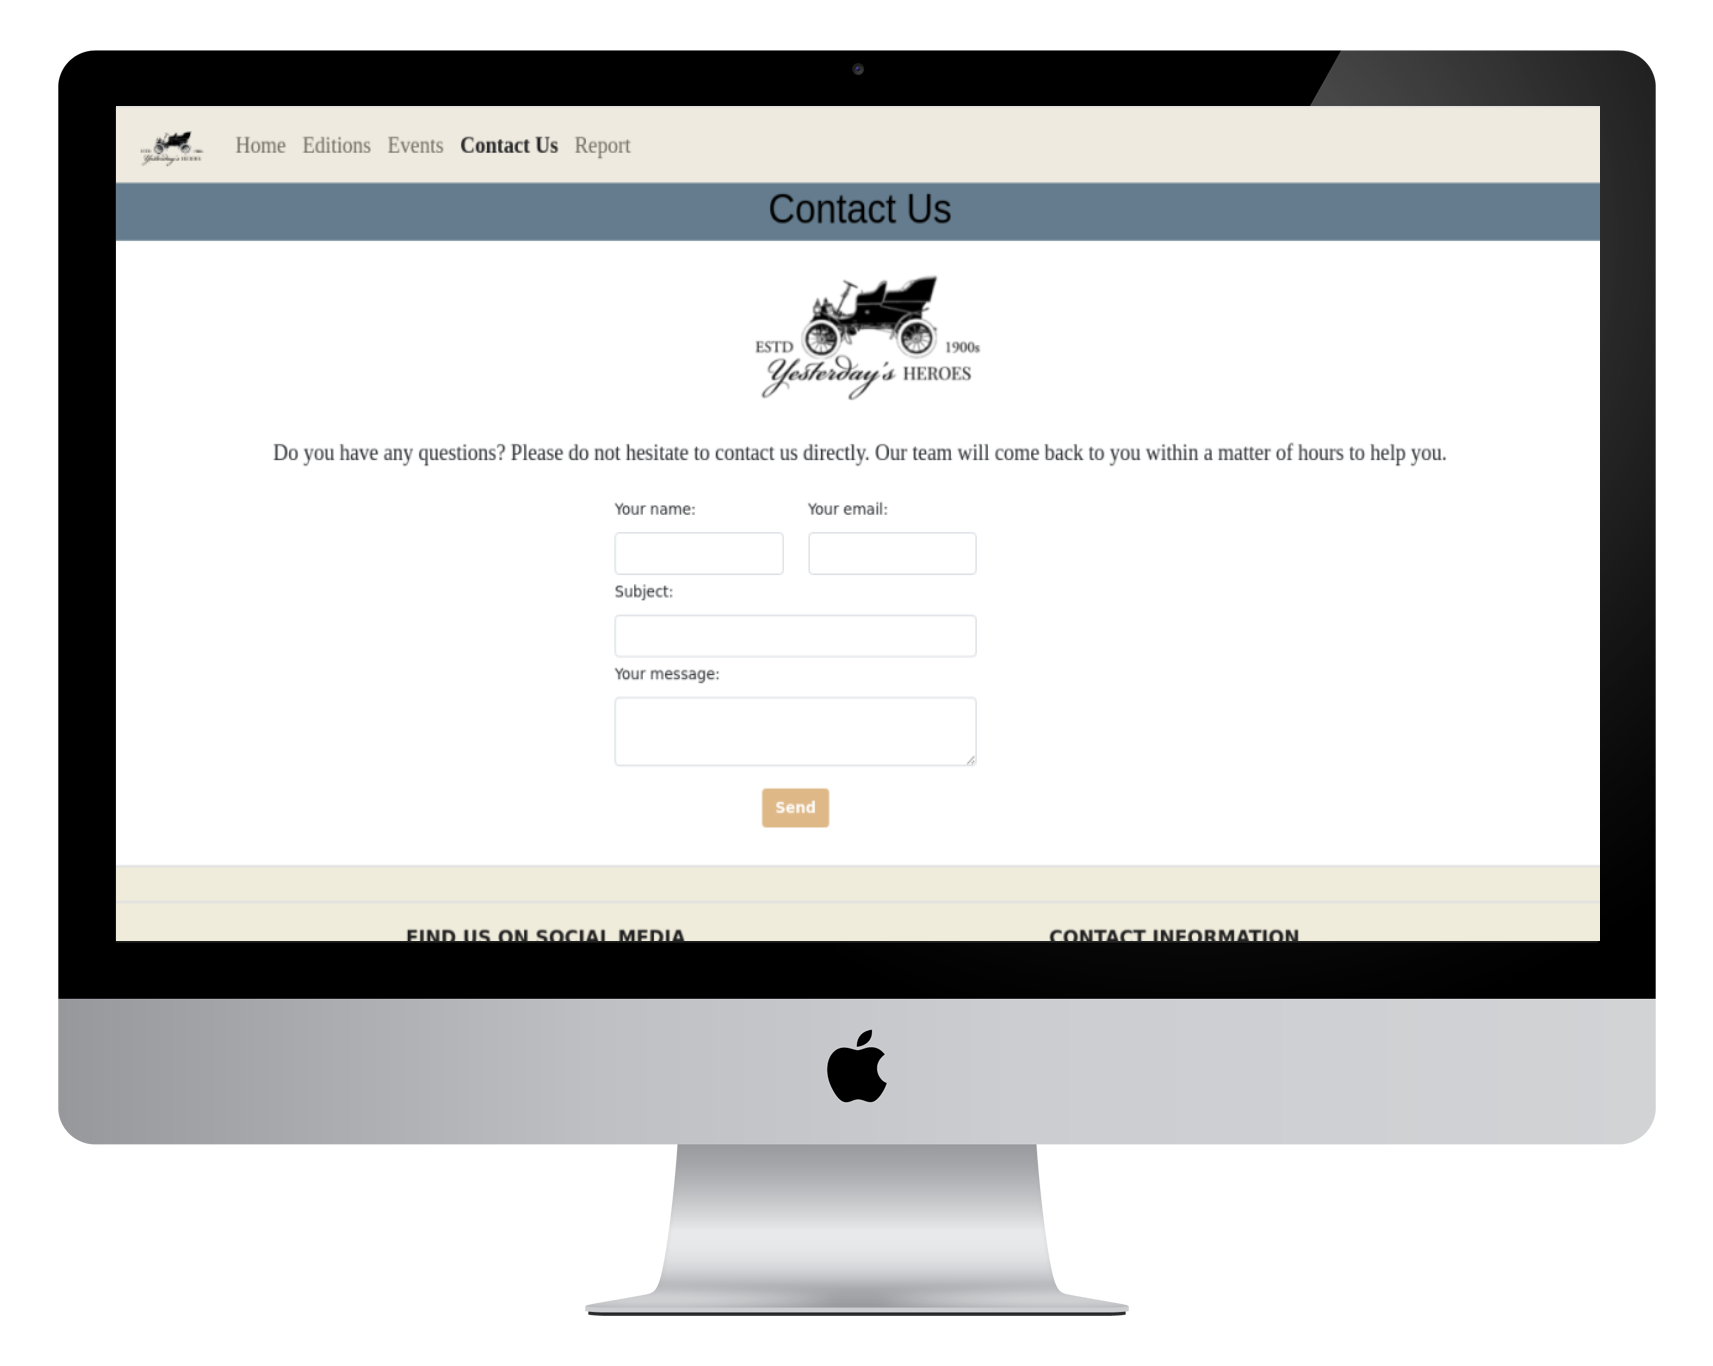 Home Editions Events Contact Us Report
Contact Us
ESTD 1900s
Yesterday's HEROES
Do you have any questions? Please do not hesitate to contact us directly. Our team will come back to you within a matter of hours to help you.
Your name: Your email:
Subject:
Your message:
Send
FIND US ON SOCIAL MEDIA CONTACT INFORMATION